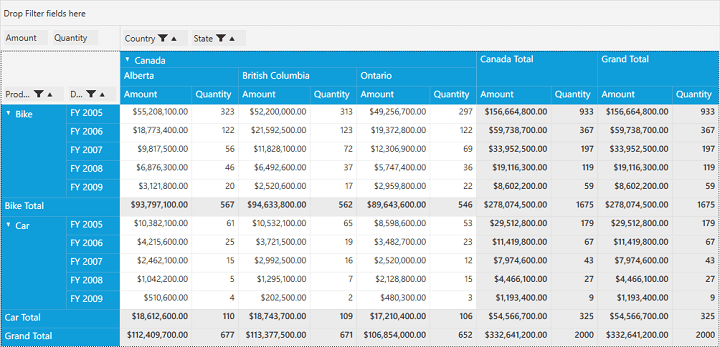 Drop Filter fields here
Amount Quantity Country State
Canada Canada Total Grand Total
Alberta British Columbia Ontario
Prod... D... Amount Quantity Amount Quantity Amount Quantity Amount Quantity Amount Quantity
Bike FY 2005 $55,208,100.00 323 $52,200,000.00 313 $49,256,700.00 297 $156,664,800.00 933 $156,664,800.00 933
FY 2006 $18,773,400.00 122 $21,592,500.00 123 $19,372,800.00 122 $59,738,700.00 367 $59,738,700.00 367
FY 2007 $9,817,500.00 56 $11,828,100.00 72 $12,306,900.00 69 $33,952,500.00 197 $33,952,500.00 197
FY 2008 $6,876,300.00 46 $6,492,600.00 37 $5,747,400.00 36 $19,116,300.00 119 $19,116,300.00 119
FY 2009 $3,121,800.00 20 $2,520,600.00 17 $2,959,800.00 22 $8,602,200.00 59 $8,602,200.00 59
Bike Total $93,797,100.00 567 $94,633,800.00 562 $89,643,600.00 546 $278,074,500.00 1675 $278,074,500.00 1675
Car FY 2005 $10,382,100.00 61 $10,532,100.00 65 $8,598,600.00 53 $29,512,800.00 179 $29,512,800.00 179
FY 2006 $4,215,600.00 25 $3,721,500.00 19 $3,482,700.00 23 $11,419,800.00 67 $11,419,800.00 67
FY 2007 $2,462,100.00 15 $2,992,500.00 16 $2,520,000.00 12 $7,974,600.00 43 $7,974,600.00 43
FY 2008 $1,042,200.00 5 $1,295,100.00 7 $2,128,800.00 15 $4,466,100.00 27 $4,466,100.00 27
FY 2009 $510,600.00 4 $202,500.00 2 $480,300.00 3 $1,193,400.00 9 $1,193,400.00 9
Car Total $18,612,600.00 110 $18,743,700.00 109 $17,210,400.00 106 $54,566,700.00 325 $54,566,700.00 325
Grand Total $112,409,700.00 677 $113,377,500.00 671 $106,854,000.00 652 $332,641,200.00 2000 $332,641,200.00 2000